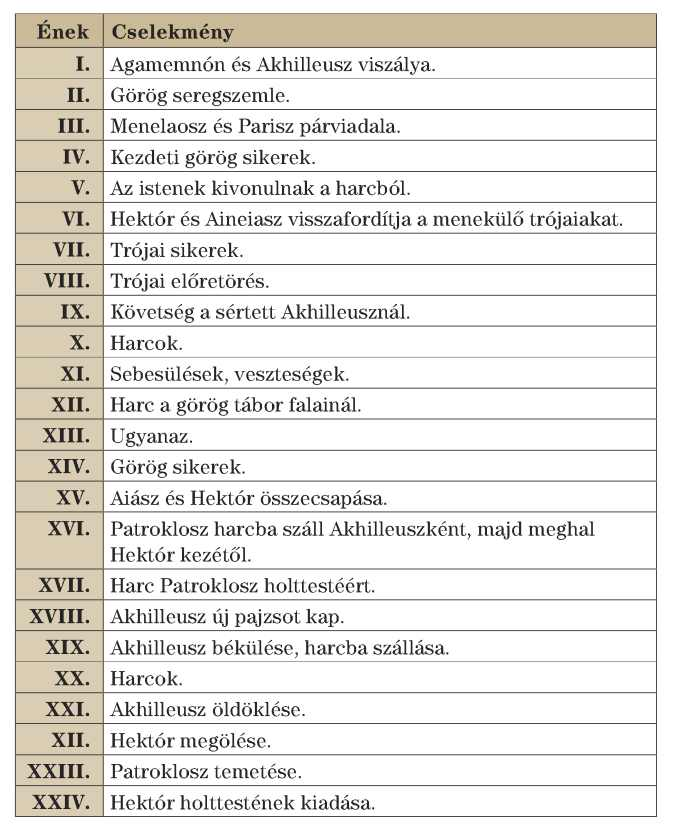 Ének Cselekmény
I. Agamemnón és Akhilleusz viszálya.
II. Görög seregszemle.
III. Menelaosz és Parisz párviadala.
IV. Kezdeti görög sikerek.
V. Az istenek kivonulnak a harcból.
VI. Hektór és Aineiasz visszafordítja a menekülő trójaiakat.
VII. Trójai sikerek.
VIII. Trójai előretörés.
IX. Követség a sértett Akhilleusznál.
X. Harcok.
XI. Sebesülések, veszteségek.
XII. Harc a görög tábor falainál.
XIII. Ugyanaz.
XIV. Görög sikerek.
XV. Aiász és Hektór összecsapása.
XVI. Patroklosz harcba száll Akhilleuszként, majd meghal
Hektór kezétől.
XVII. Harc Patroklosz holttestéért.
XVIII. Akhilleusz új pajzsot kap.
XIX. Akhilleusz békülése, harcba szállása.
XX. Harcok.
XXI. Akhilleusz öldöklése.
XII. Hektór megölése.
XXIII. Patroklosz temetése.
XXIV. Hektór holttestének kiadása.